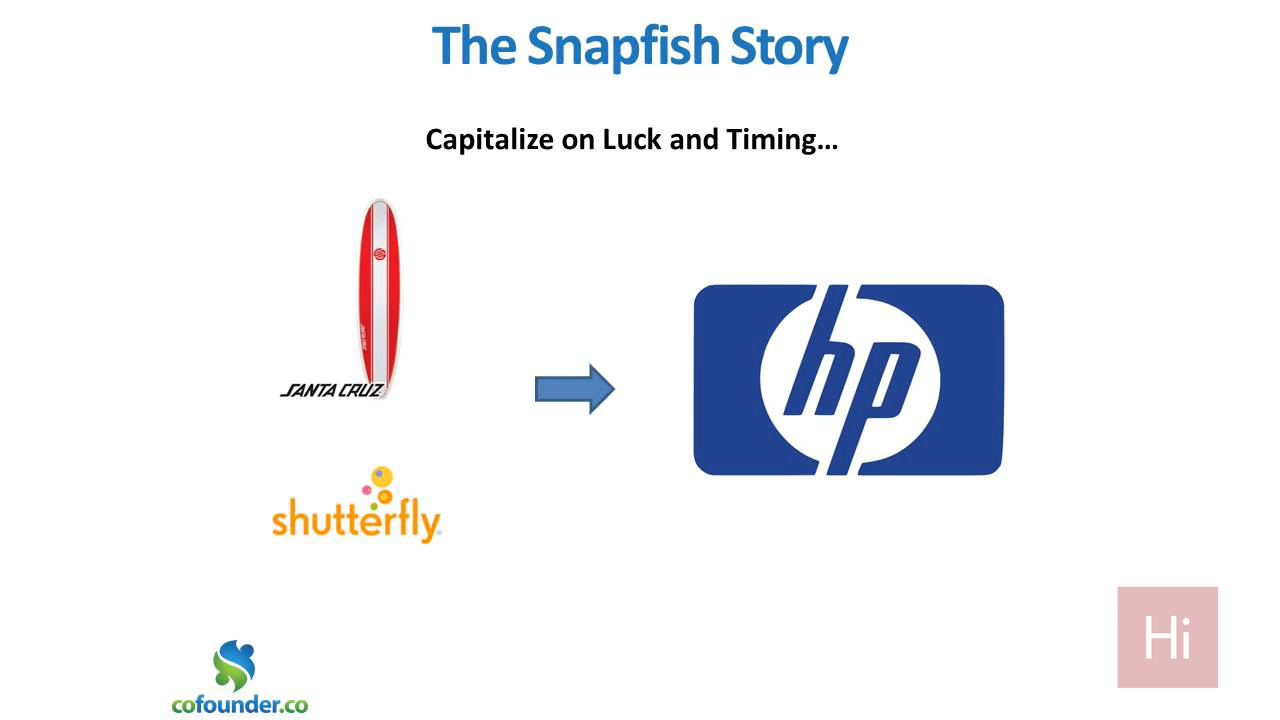 The Snapfish Story
Capitalize on Luck and Timing...
SANTA CRUZ
hp
shutterfly
Hi
cofounder.co